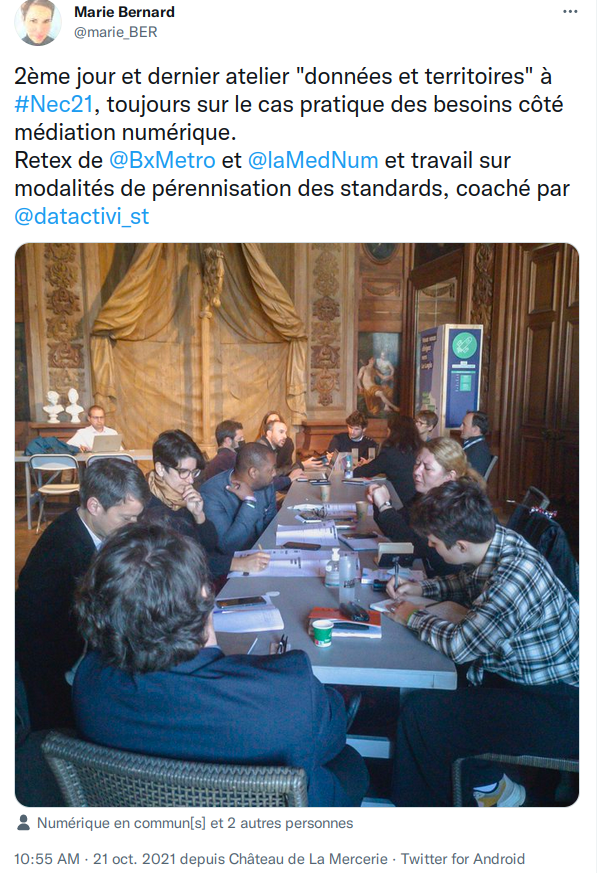 Marie Bernard
@marie_BER
2ème jour et dernier atelier "données et territoires" à
#Nec21, toujours sur le cas pratique des besoins côté
médiation numérique.
Retex de @BxMetro et @laMedNum et travail sur
modalités de pérennisation des standards, coaché par
@datactivi_st
Numérique en commun[s] et 2 autres personnes
10:55 AM · 21 oct. 2021 depuis Château de La Mercerie · Twitter for Android